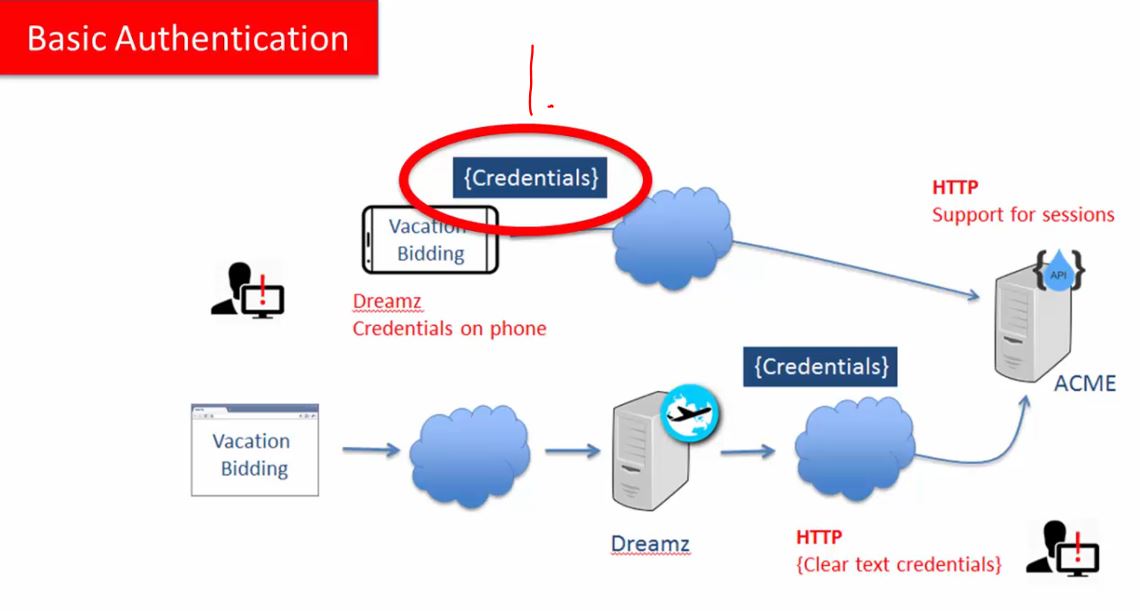 Basic Authentication
{Credentials}
Vacation
Bidding
HTTP
Support for sessions
API
Dreamz
Credentials on phone
{Credentials}
ACME
Vacation
Bidding
Dreamz
HTTP
{Clear text credentials}